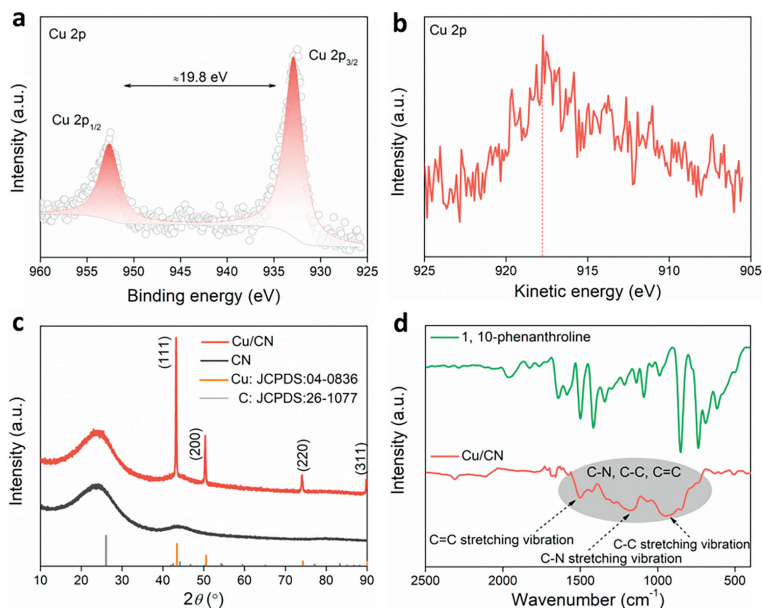 a
Cu 2p
Cu 2p3/2
≈19.8 eV
Cu 2p1/2
Intensity (a.u.)
960 955 950 945 940 935 930 925
Binding energy (eV)
b
Cu 2p
Intensity (a.u.)
925 920 915 910 905
Kinetic energy (eV)
c
Cu/CN
CN
Cu: JCPDS:04-0836
C: JCPDS:26-1077
(111)
(200)
(220)
(311)
Intensity (a.u.)
10 20 30 40 50 60 70 80 90
2θ (°)
d
1, 10-phenanthroline
Cu/CN
C-N, C-C, C=C
C=C stretching vibration
C-C stretching vibration
C-N stretching vibration
Intensity (a.u.)
2500 2000 1500 1000 500
Wavenumber (cm⁻¹)